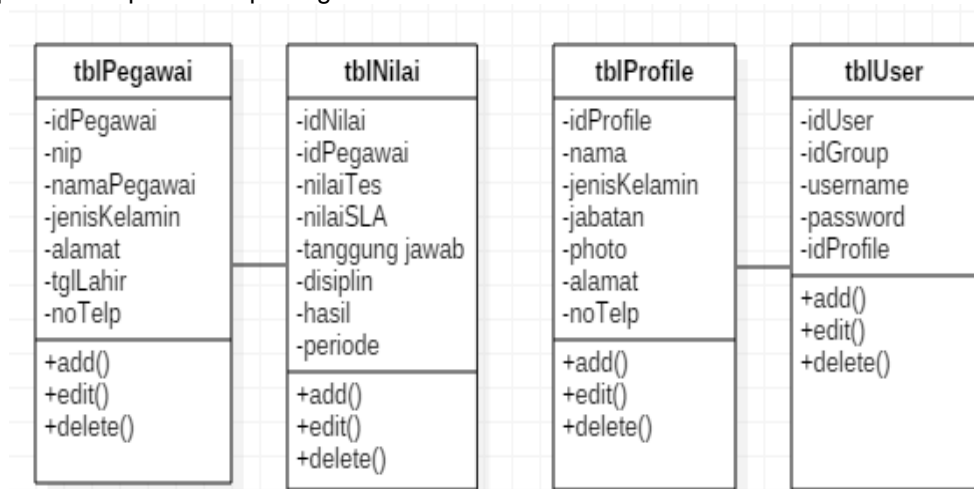 tblPegawai
-idPegawai
-nip
-namaPegawai
-jenisKelamin
-alamat
-tglLahir
-noTelp
+add()
+edit()
+delete()
tblNilai
-idNilai
-idPegawai
-nilaiTes
-nilaiSLA
-tanggung jawab
-disiplin
-hasil
-periode
+add()
+edit()
+delete()
tblProfile
-idProfile
-nama
-jenisKelamin
-jabatan
-photo
-alamat
-noTelp
+add()
+edit()
+delete()
tblUser
-idUser
-idGroup
-username
-password
-idProfile
+add()
+edit()
+delete()